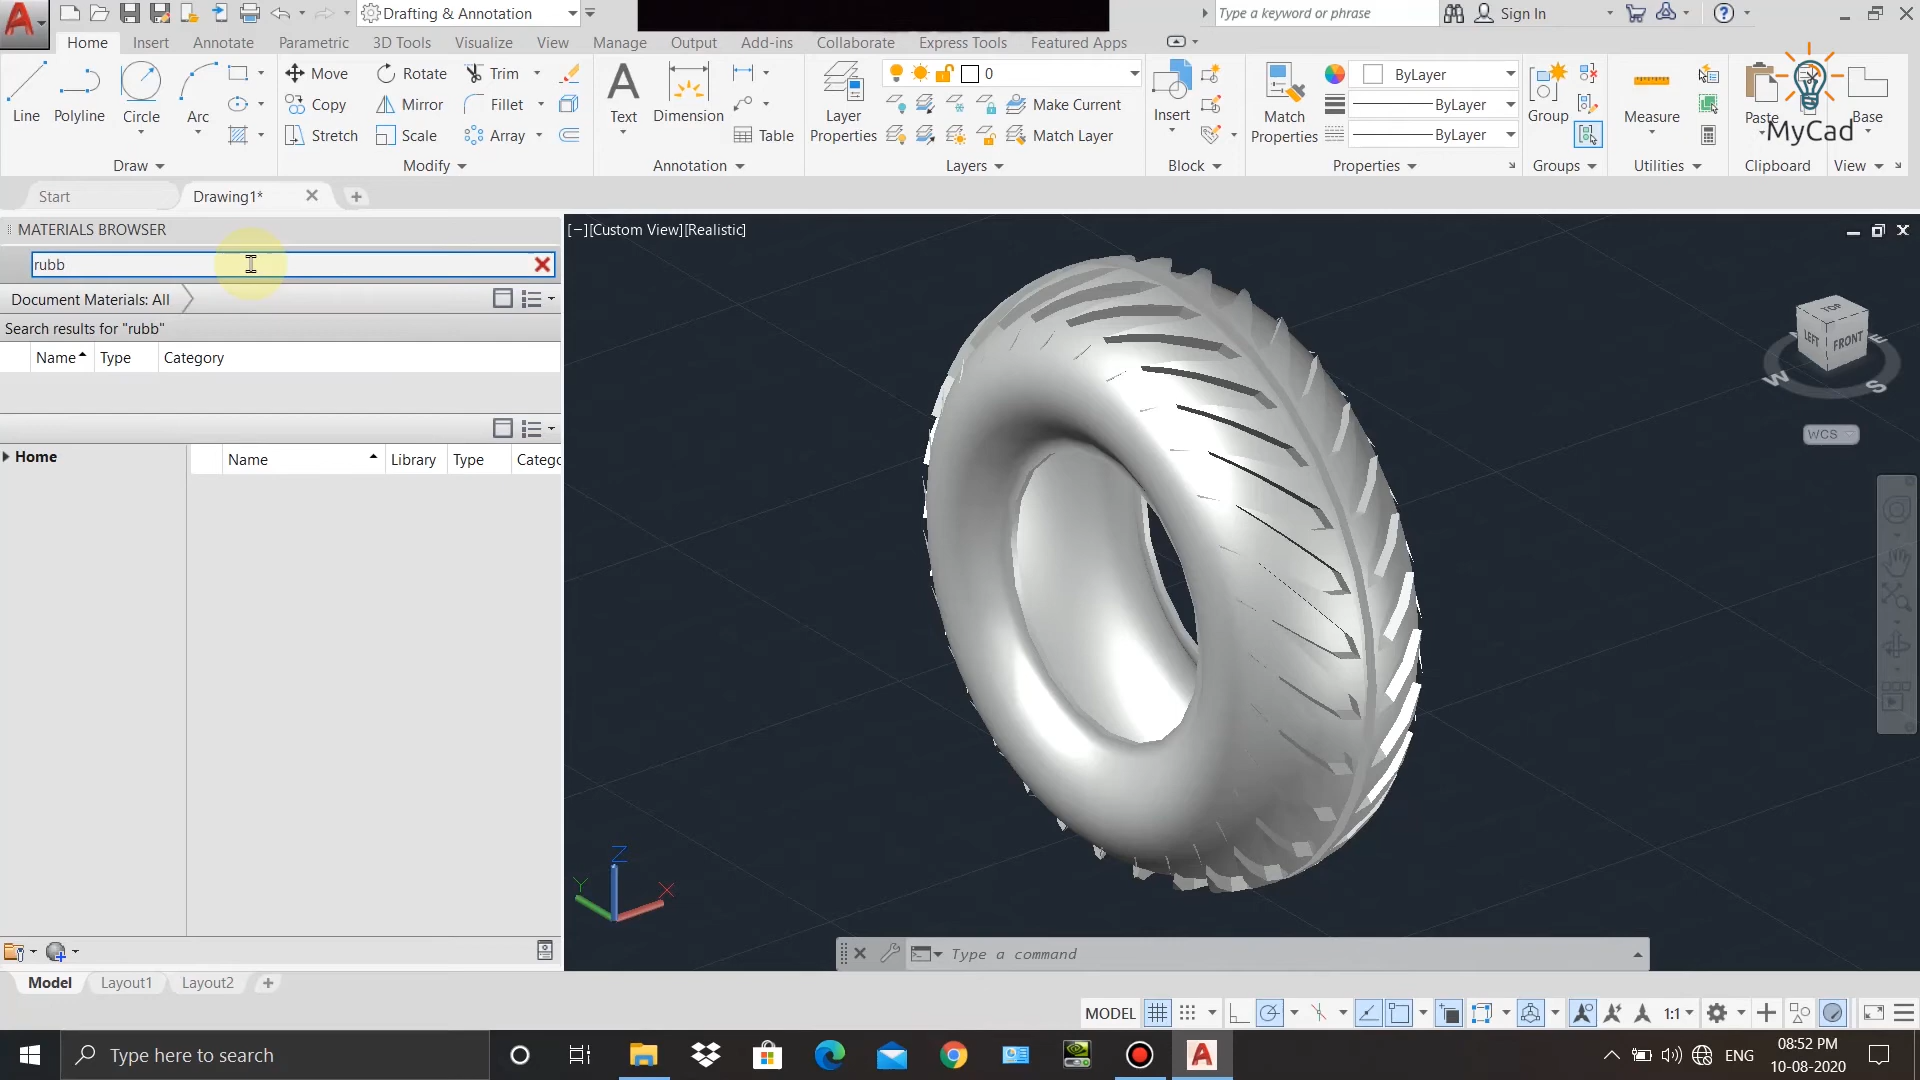 Drafting & Annotation
Type a keyword or phrase
Sign In
Home Insert Annotate Parametric 3D Tools Visualize View Manage Output Add-ins Collaborate Express Tools Featured Apps
Line
Polyline
Circle
Arc
Move
Rotate
Trim
Copy
Mirror
Fillet
Stretch
Scale
Array
Text
Dimension
Table
Layer
Properties
0
Make Current
Match Layer
Insert
Match
Properties
ByLayer
ByLayer
ByLayer
Group
Measure
Paste
MyCad
Base
Draw
Modify
Annotation
Layers
Block
Properties
Groups
Utilities
Clipboard
View
Start
Drawing1*
MATERIALS BROWSER
rubb
Document Materials: All
Search results for "rubb"
Name Type Category
Home
Name Library Type Catego
[−][Custom View][Realistic]
TOP
LEFT
FRONT
W
S
E
WCS
Z
Y
X
Type a command
Model Layout1 Layout2
MODEL
1:1
Type here to search
ENG
08:52 PM
10-08-2020